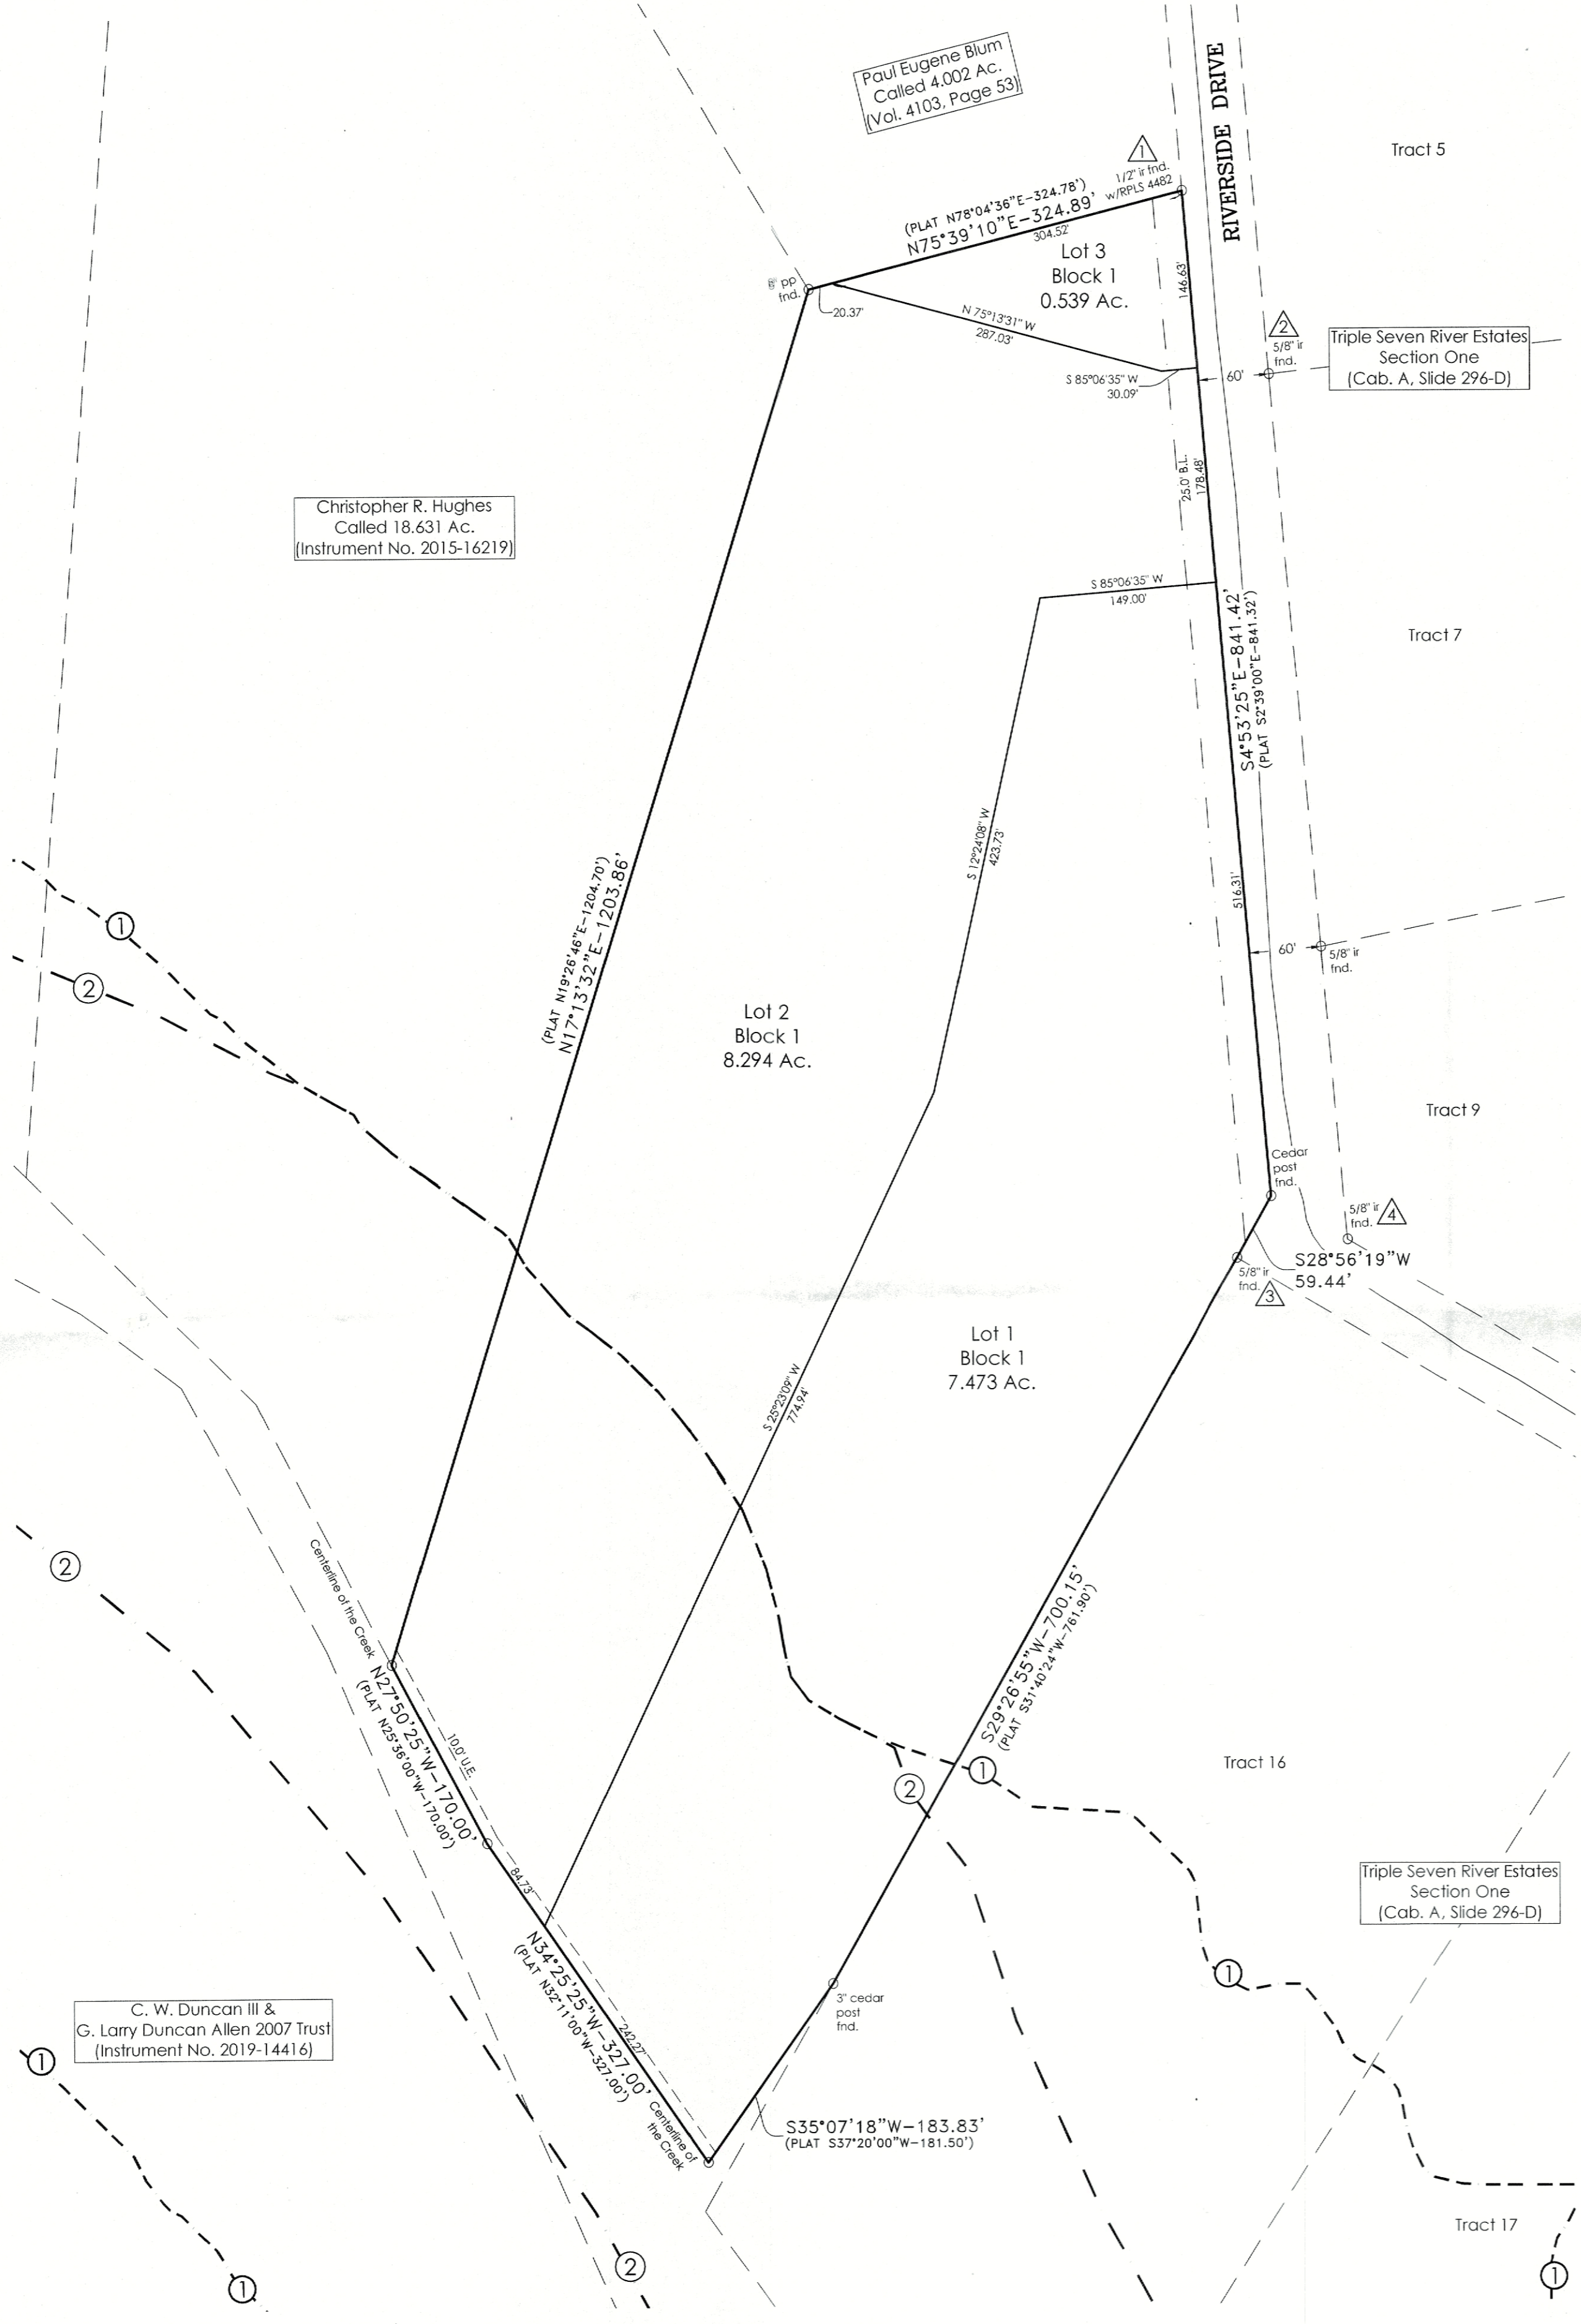 Paul Eugene Blum
Called 4.002 Ac.
(Vol. 4103, Page 53)
RIVERSIDE DRIVE
Tract 5
1
1/2" ir fnd.
w/RPLS 4482
(PLAT N78°04'36"E-324.78')
N75°39'10"E-324.89'
304.52'
Lot 3
Block 1
0.539 Ac.
146.63'
8" pp
fnd.
20.37'
N 75°13'31" W
287.03'
2
5/8" ir
fnd.
Triple Seven River Estates
Section One
(Cab. A, Slide 296-D)
S 85°06'35" W
30.09'
60'
25.0' B.L.
178.48'
Christopher R. Hughes
Called 18.631 Ac.
(Instrument No. 2015-16219)
S 85°06'35" W
149.00'
S4°53'25"E-841.42'
(PLAT S2°39'00"E-841.32')
Tract 7
S 12°24'08" W
423.73'
516.31'
(PLAT N19°26'46"E-1204.70')
N17°13'32"E-1203.86'
1
2
60'
5/8" ir
fnd.
Lot 2
Block 1
8.294 Ac.
Tract 9
Cedar
post
fnd.
5/8" ir
fnd.
4
S28°56'19"W
59.44'
5/8" ir
fnd.
3
Lot 1
Block 1
7.473 Ac.
S 25°23'09" W
774.94'
2
Centerline of the Creek
N27°50'25"W-170.00'
(PLAT N25°36'00"W-170.00')
10.0' U.E.
S29°26'55"W-700.15'
(PLAT S31°40'24"W-761.90')
1
2
Tract 16
84.73'
Triple Seven River Estates
Section One
(Cab. A, Slide 296-D)
N34°25'25"W-327.00'
(PLAT N32°11'00"W-327.00')
242.27'
Centerline of
the Creek
1
3" cedar
post
fnd.
C. W. Duncan III &
G. Larry Duncan Allen 2007 Trust
(Instrument No. 2019-14416)
1
S35°07'18"W-183.83'
(PLAT S37°20'00"W-181.50')
Tract 17
2
1
1